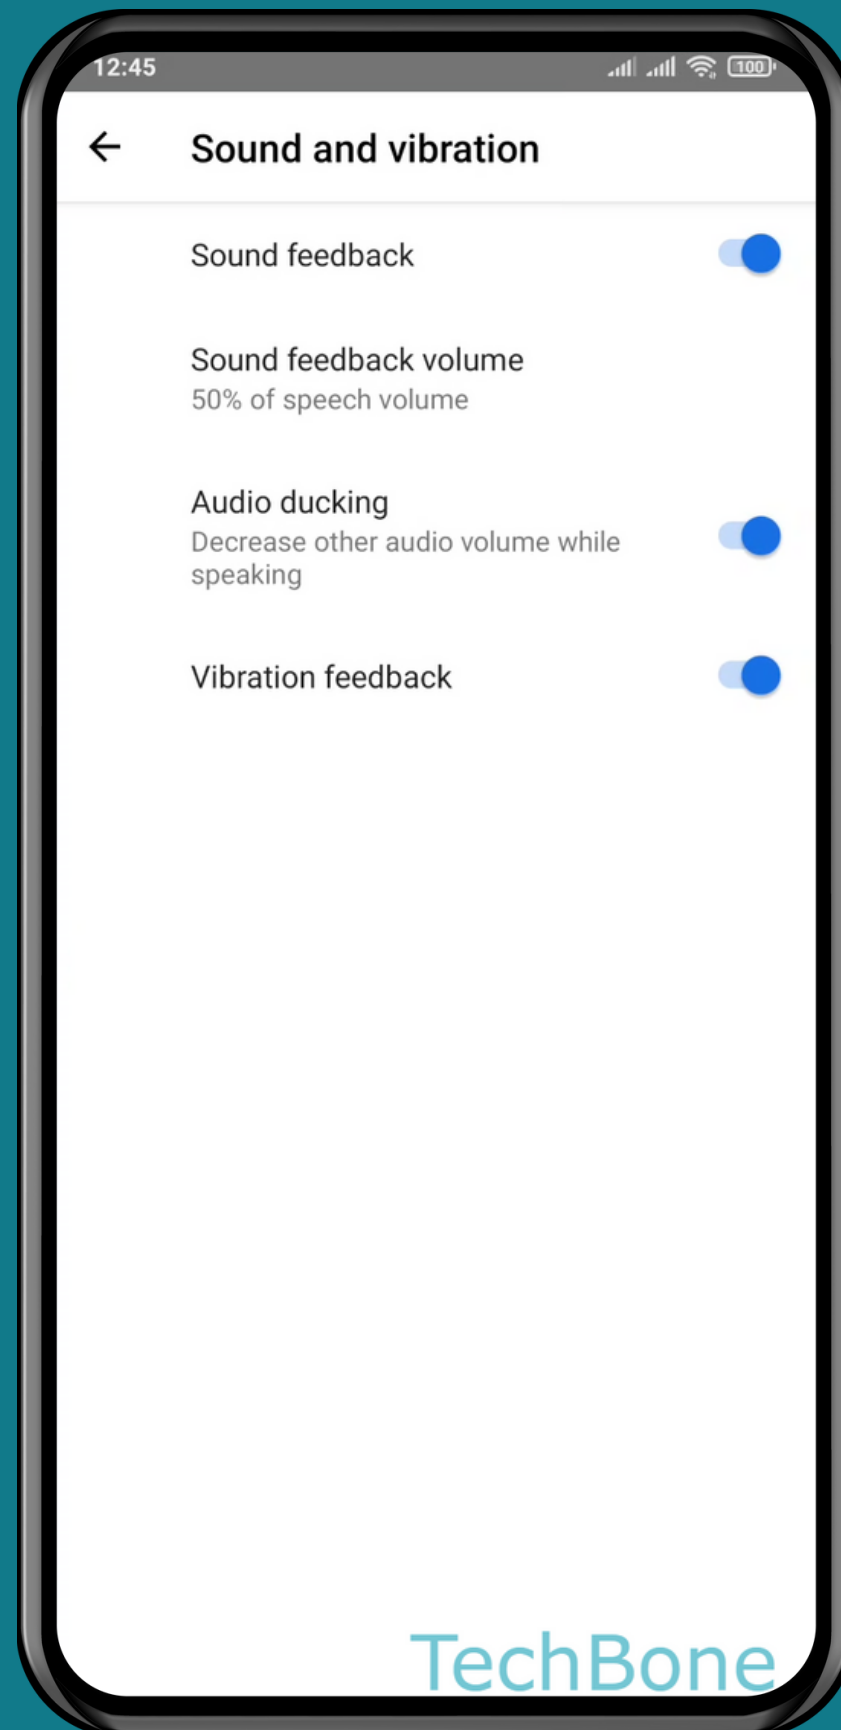 12:45
100
Sound and vibration
Sound feedback
Sound feedback volume
50% of speech volume
Audio ducking
Decrease other audio volume while
speaking
Vibration feedback
TechBone